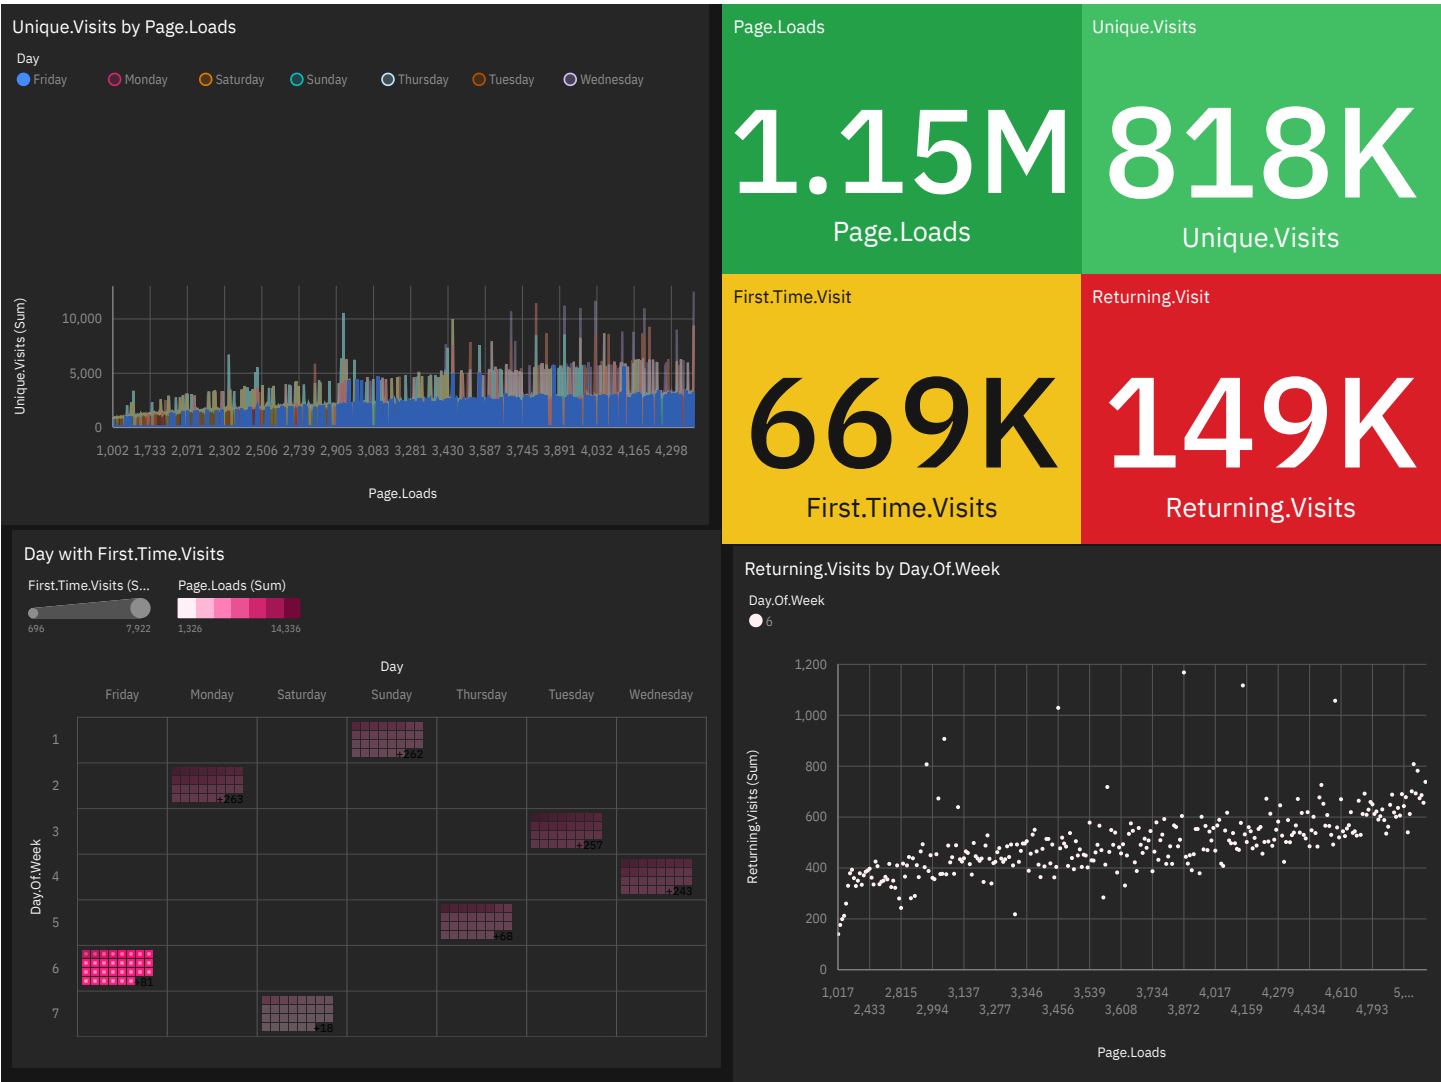 Unique.Visits by Page.Loads
Day
Friday Monday Saturday Sunday Thursday Tuesday Wednesday
Unique.Visits (Sum)
10,000
5,000
0
1,002 1,733 2,071 2,302 2,506 2,739 2,905 3,083 3,281 3,430 3,587 3,745 3,891 4,032 4,165 4,298
Page.Loads
Page.Loads
1.15M
Page.Loads
Unique.Visits
818K
Unique.Visits
First.Time.Visit
669K
First.Time.Visits
Returning.Visit
149K
Returning.Visits
Day with First.Time.Visits
First.Time.Visits (S... Page.Loads (Sum)
696 7,922 1,326 14,336
Day
Friday Monday Saturday Sunday Thursday Tuesday Wednesday
Day.Of.Week
1 +262
2 +263
3 +257
4 +243
5 +68
6 +81
7 +18
Returning.Visits by Day.Of.Week
Day.Of.Week
6
Returning.Visits (Sum)
1,200
1,000
800
600
400
200
0
1,017 2,815 3,137 3,346 3,539 3,734 4,017 4,279 4,610 5,...
2,433 2,994 3,277 3,456 3,608 3,872 4,159 4,434 4,793
Page.Loads